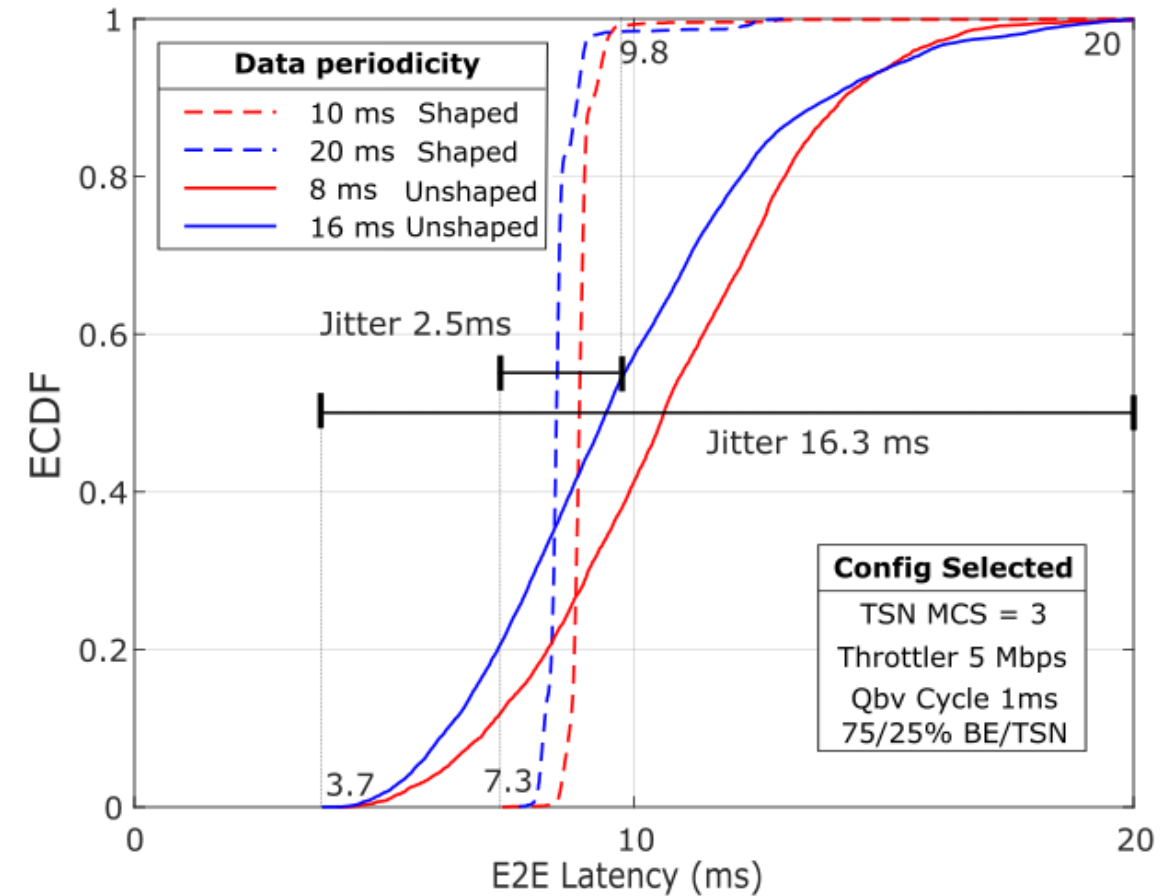 1
0.8
0.6
0.4
0.2
0
ECDF
Data periodicity
10 ms Shaped
20 ms Shaped
8 ms Unshaped
16 ms Unshaped
9.8
20
Jitter 2.5ms
Jitter 16.3 ms
Config Selected
TSN MCS = 3
Throttler 5 Mbps
Qbv Cycle 1ms
75/25% BE/TSN
3.7
7.3
0
10
20
E2E Latency (ms)